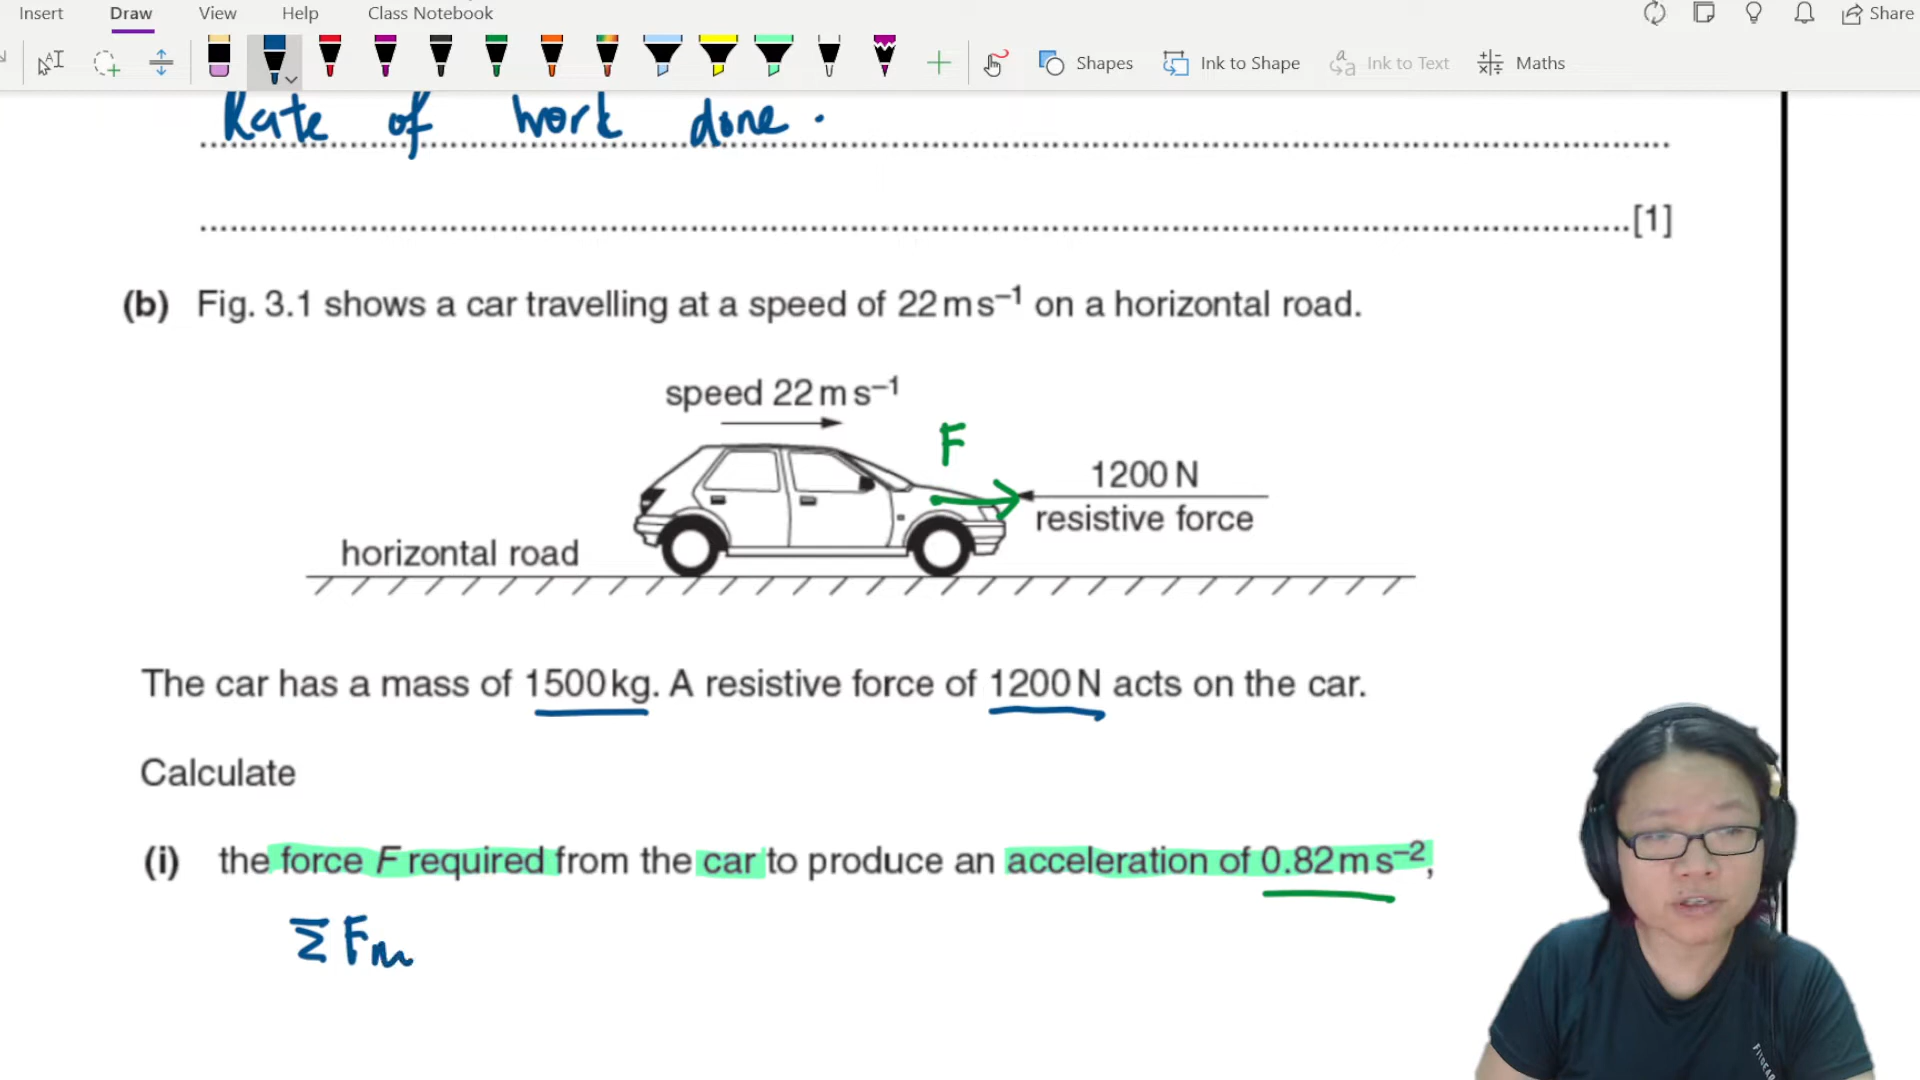 Insert Draw View Help Class Notebook Share
Shapes Ink to Shape Ink to Text Maths
Rate of work done.
[1]
(b) Fig. 3.1 shows a car travelling at a speed of 22 m s⁻¹ on a horizontal road.
speed 22 m s⁻¹
F
1200 N
resistive force
horizontal road
The car has a mass of 1500 kg. A resistive force of 1200 N acts on the car.
Calculate
(i) the force F required from the car to produce an acceleration of 0.82 m s⁻²,
Σ Fm